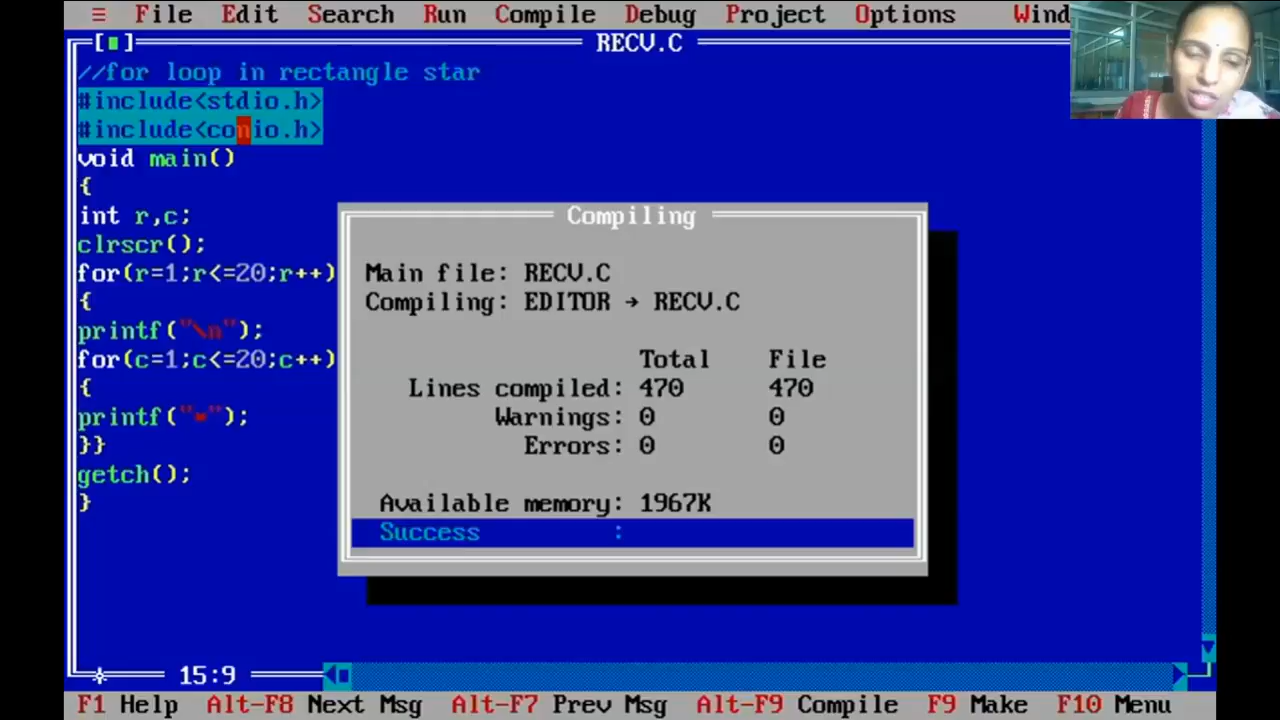 ≡ File Edit Search Run Compile Debug Project Options Wind
[■] RECV.C
//for loop in rectangle star
#include<stdio.h>
#include<conio.h>
void main()
{
int r,c;
clrscr();
for(r=1;r<=20;r++)
{
printf("\n");
for(c=1;c<=20;c++)
{
printf("*");
}}
getch();
}
Compiling
Main file: RECV.C
Compiling: EDITOR → RECV.C
Total File
Lines compiled: 470 470
Warnings: 0 0
Errors: 0 0
Available memory: 1967K
Success :
15:9
F1 Help Alt-F8 Next Msg Alt-F7 Prev Msg Alt-F9 Compile F9 Make F10 Menu